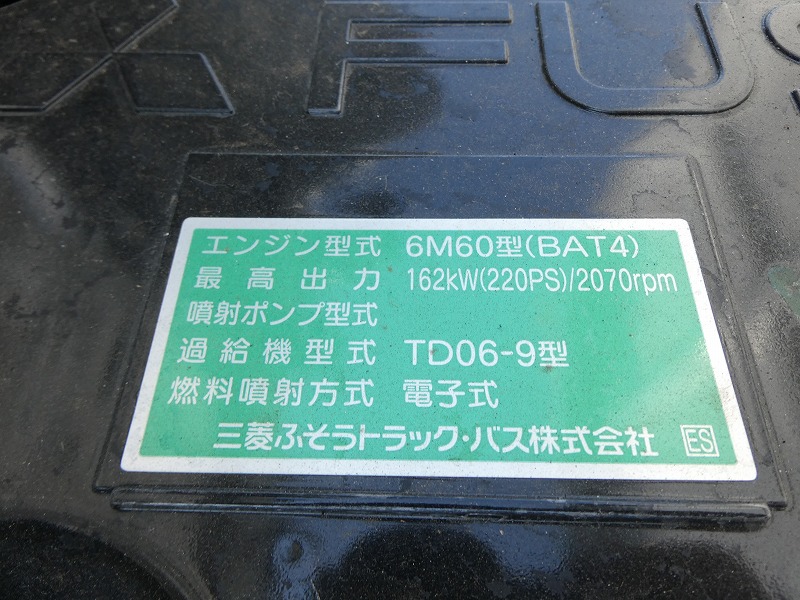 FUS
エンジン型式 6M60型(BAT4)
最高出力 162kW(220PS)/2070rpm
噴射ポンプ型式
過給機型式 TD06-9型
燃料噴射方式 電子式
三菱ふそうトラック・バス株式会社 ES